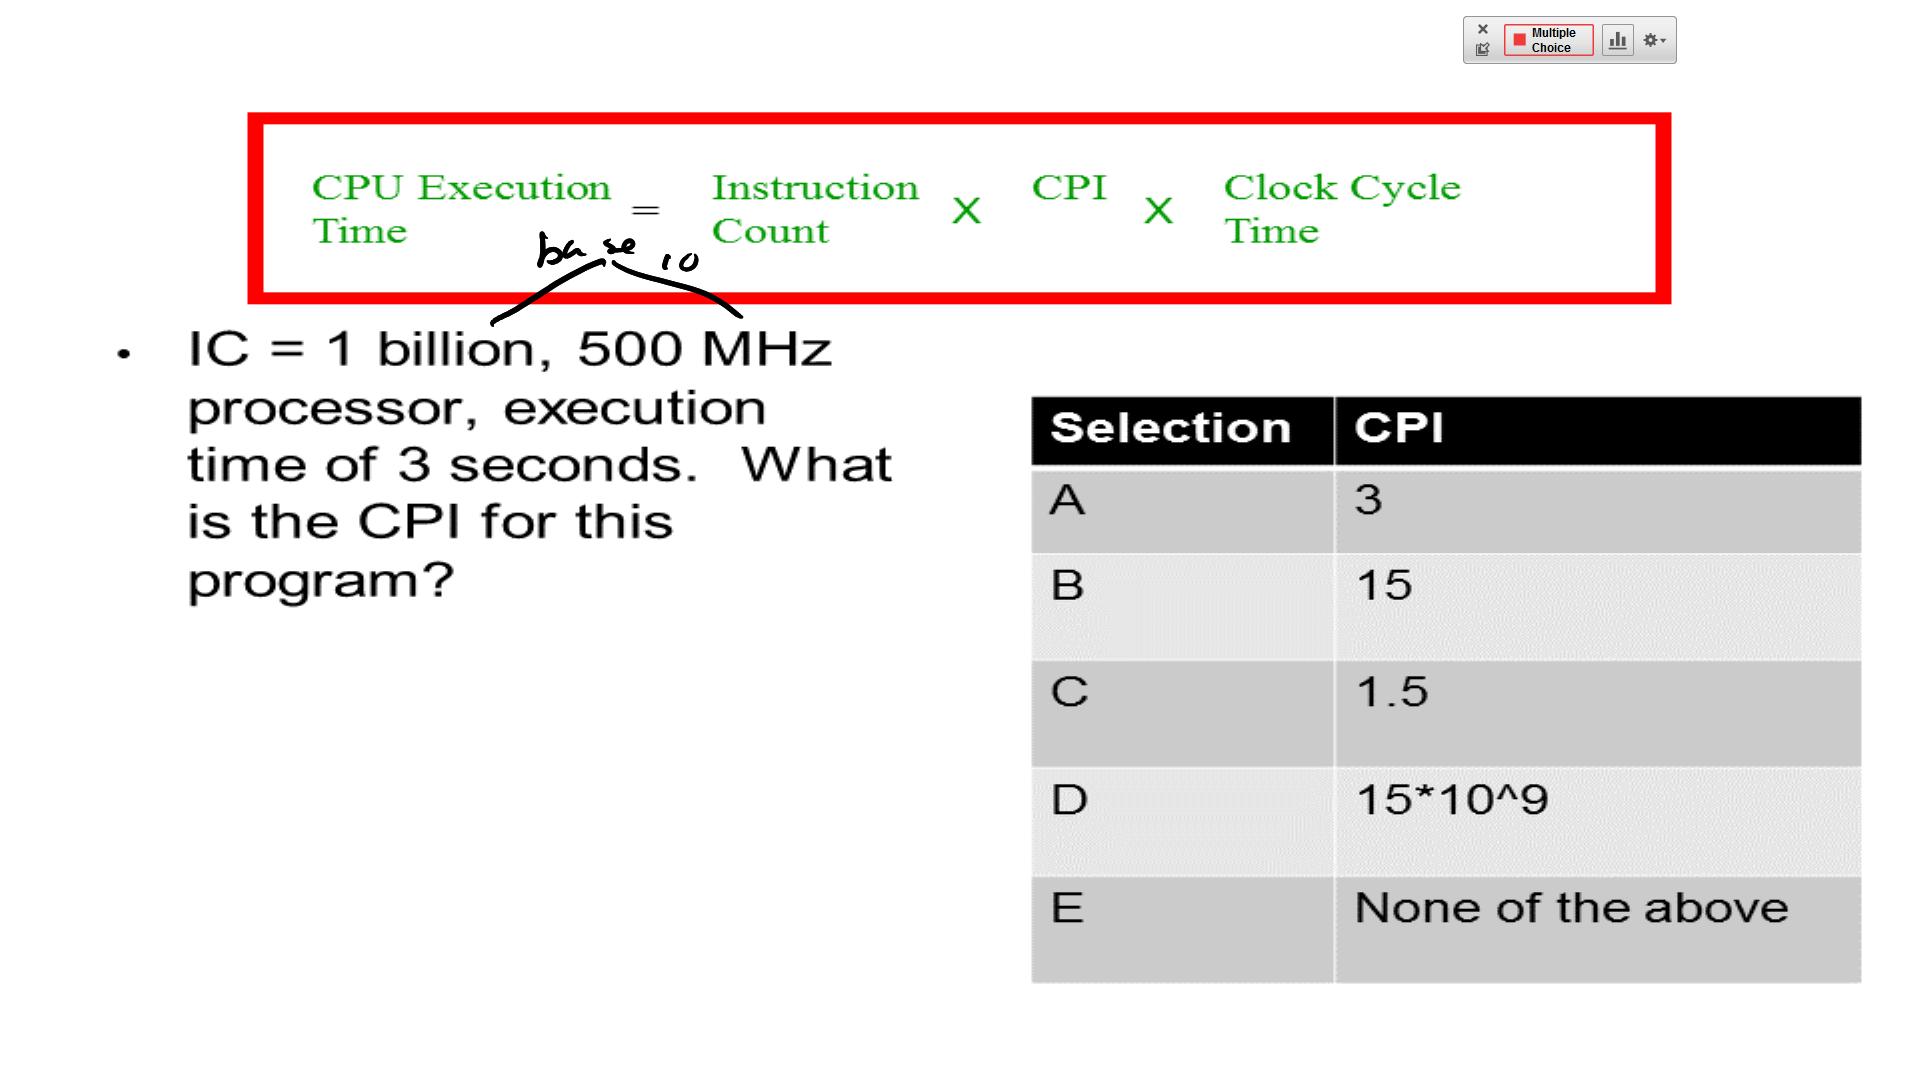 Multiple
Choice
CPU Execution Time = Instruction Count X CPI X Clock Cycle Time
base 10
• IC = 1 billion, 500 MHz
processor, execution
time of 3 seconds. What
is the CPI for this
program?
Selection CPI
A 3
B 15
C 1.5
D 15*10^9
E None of the above